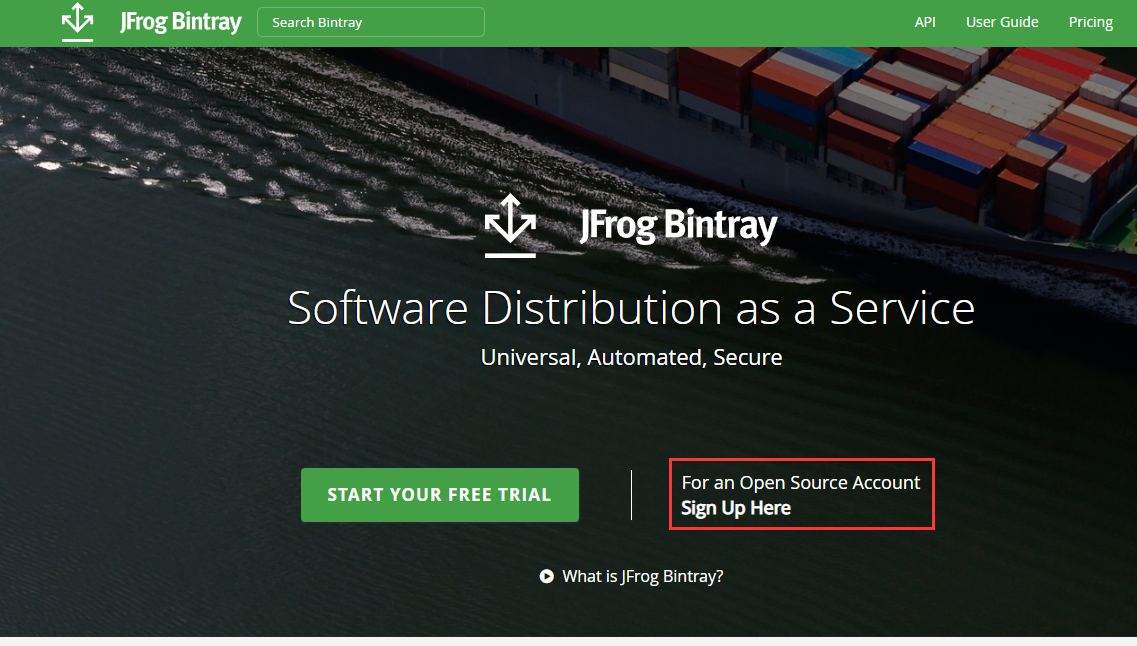 JFrog Bintray
Search Bintray
API
User Guide
Pricing
JFrog Bintray
Software Distribution as a Service
Universal, Automated, Secure
START YOUR FREE TRIAL
For an Open Source Account
Sign Up Here
What is JFrog Bintray?